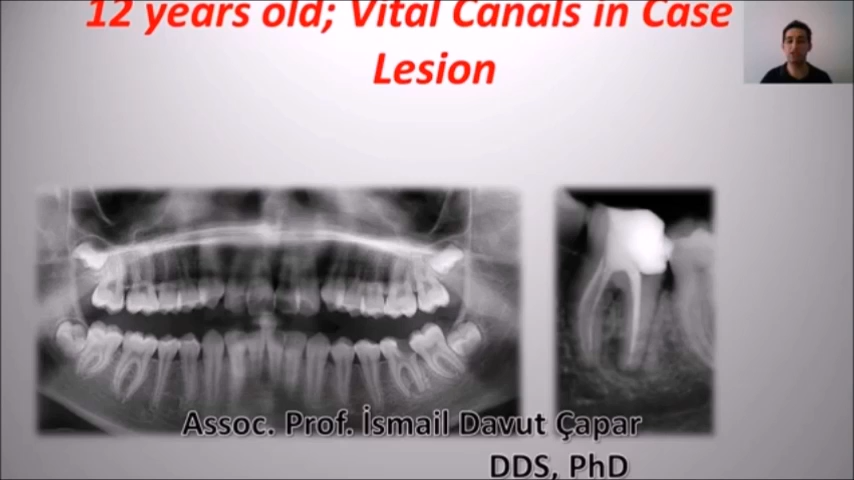 12 years old; Vital Canals in Case
Lesion
Assoc. Prof. İsmail Davut Çapar
DDS, PhD